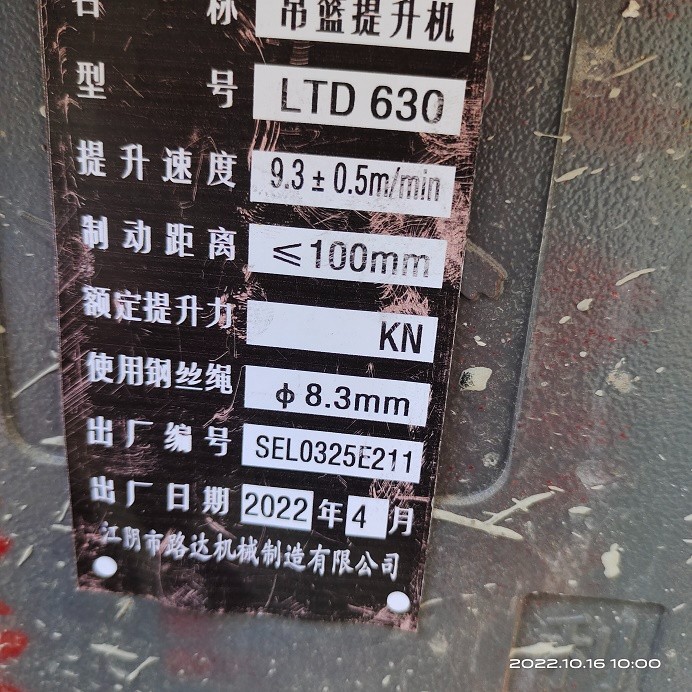 名称 吊篮提升机
型号 LTD 630
提升速度 9.3±0.5m/min
制动距离 ≤100mm
额定提升力 KN
使用钢丝绳 φ8.3mm
出厂编号 SEL0325E211
出厂日期 2022年4月
江阴市路达机械制造有限公司
2022.10.16 10:00